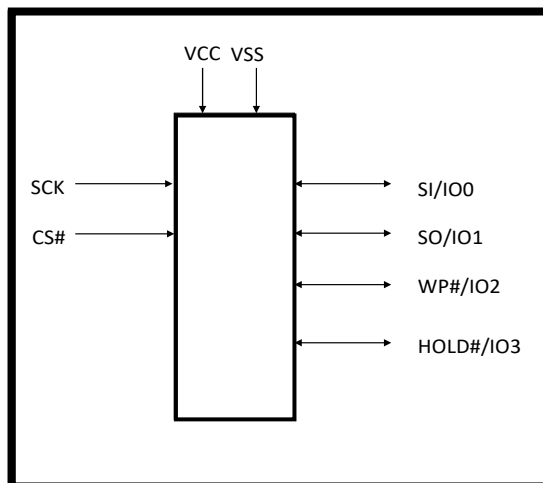 VCC VSS
SCK
SI/IO0
CS#
SO/IO1
WP#/IO2
HOLD#/IO3